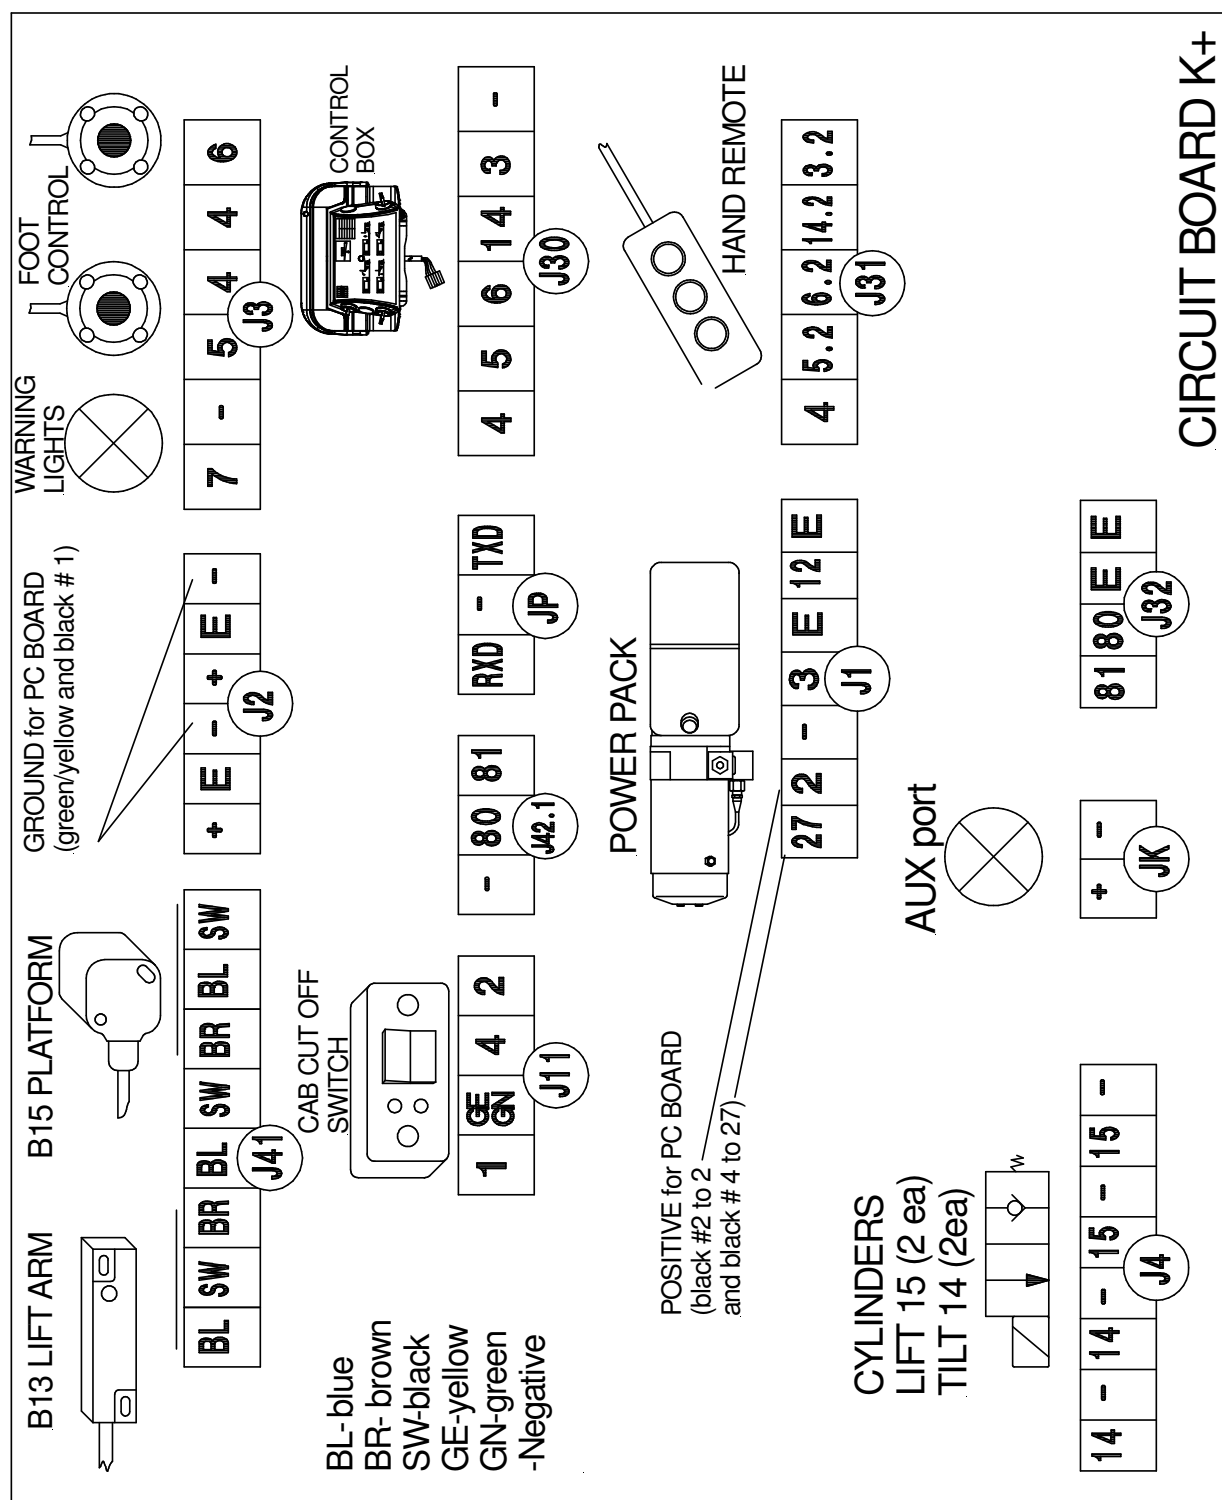 B13 LIFT ARM
B15 PLATFORM
BL SW BR BL SW BR BL SW
J41
GROUND for PC BOARD
(green/yellow and black # 1)
+ E - + E -
J2
WARNING
LIGHTS
FOOT
CONTROL
7 - 5 4 4 6
J3
BL- blue
BR- brown
SW-black
GE-yellow
GN-green
-Negative
CAB CUT OFF
SWITCH
1 GE GN 4 2
J11
- 80 81
J42.1
RXD - TXD
JP
CONTROL
BOX
4 5 6 14 3 -
J30
POSITIVE for PC BOARD
(black #2 to 2
and black # 4 to 27)
POWER PACK
27 2 - 3 E 12 E
J1
HAND REMOTE
4 5.2 6.2 14.2 3.2
J31
CYLINDERS
LIFT 15 (2 ea)
TILT 14 (2ea)
14 - 14 - 15 - 15 -
J4
AUX port
+ -
JK
81 80 E E
J32
CIRCUIT BOARD K+